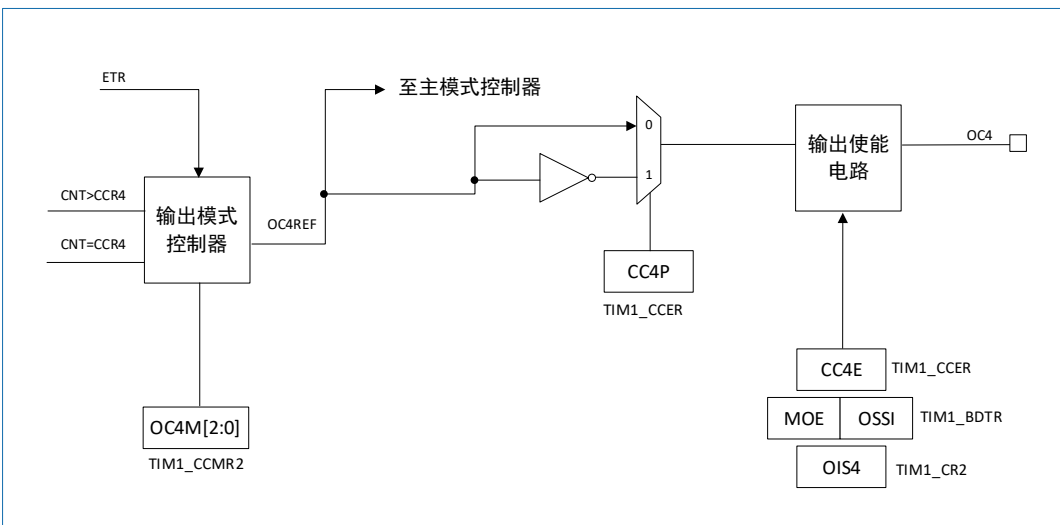 ETR
至主模式控制器
0
输出使能
电路
OC4
CNT>CCR4
输出模式
控制器
OC4REF
1
CNT=CCR4
CC4P
TIM1_CCER
CC4E
TIM1_CCER
MOE
OSSI
TIM1_BDTR
OC4M[2:0]
TIM1_CCMR2
OIS4
TIM1_CR2